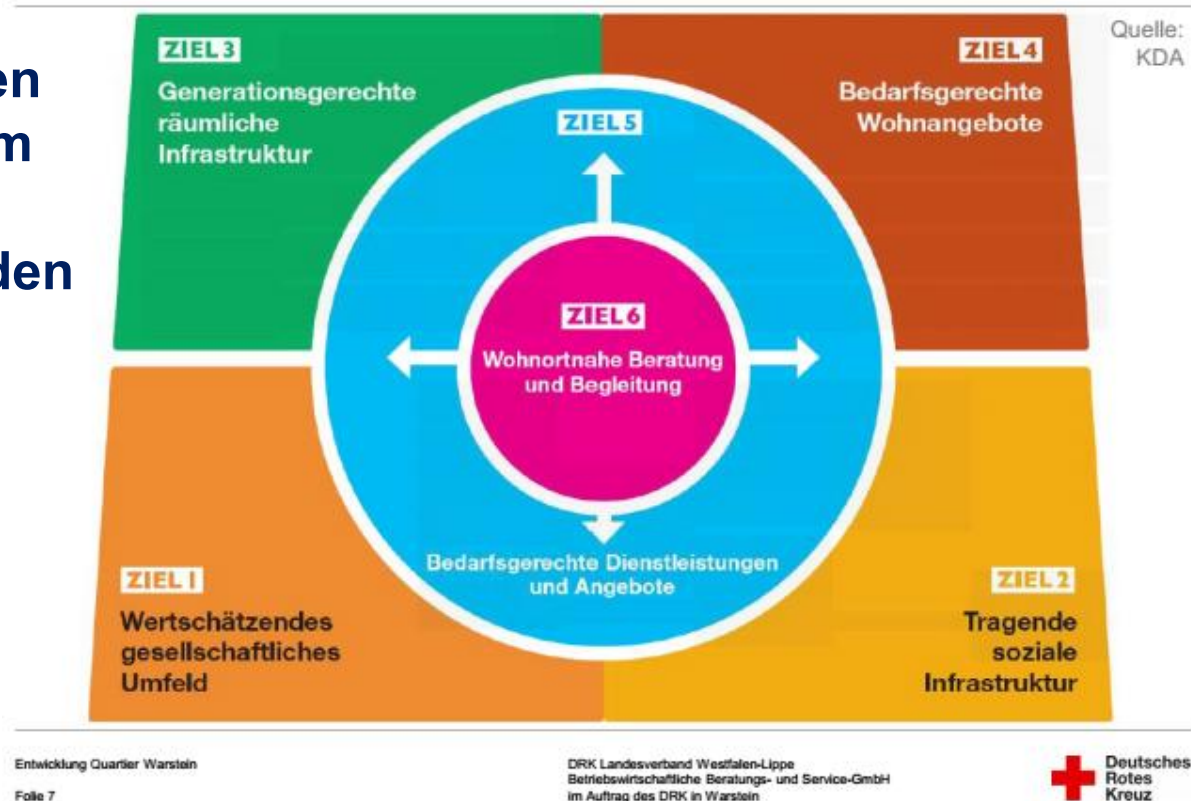 en
m
den
Quelle:
KDA
ZIEL 3
Generationsgerechte
räumliche
Infrastruktur
ZIEL 4
Bedarfsgerechte
Wohnangebote
ZIEL 5
ZIEL 6
Wohnortnahe Beratung
und Begleitung
Bedarfsgerechte Dienstleistungen
und Angebote
ZIEL 1
Wertschätzendes
gesellschaftliches
Umfeld
ZIEL 2
Tragende
soziale
Infrastruktur
Entwicklung Quartier Warstein
Folie 7
DRK Landesverband Westfalen-Lippe
Betriebswirtschaftliche Beratungs- und Service-GmbH
im Auftrag des DRK in Warstein
Deutsches
Rotes
Kreuz